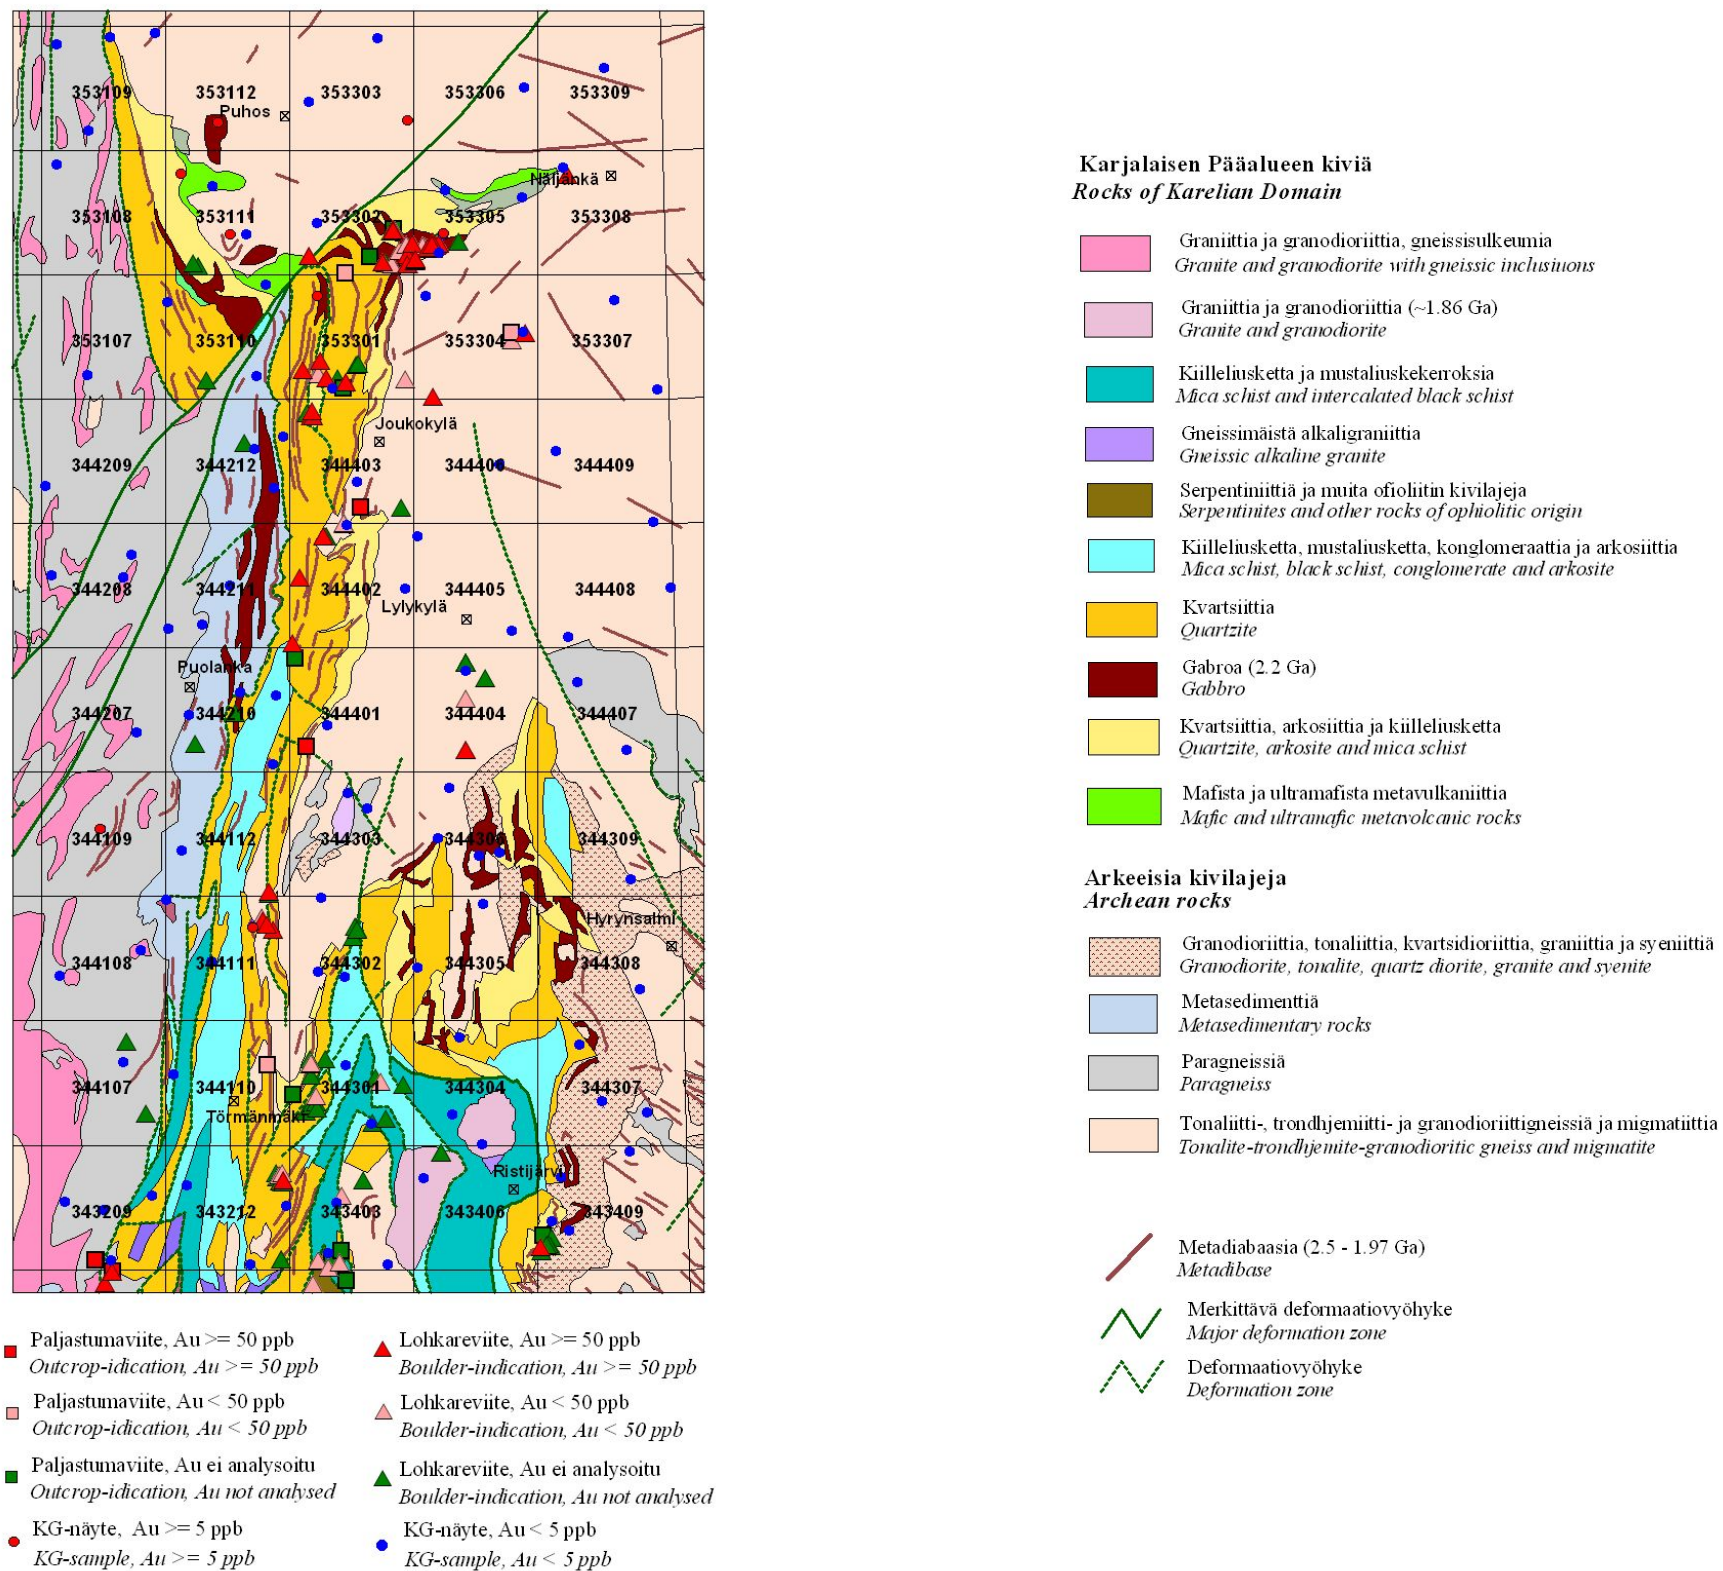 353109
353112
353303
353306
353309
Puhos
Näljänkä
353108
353111
353302
353305
353308
353107
353110
353301
353304
353307
Joukokylä
344209
344212
344403
344406
344409
344208
344211
344402
344405
344408
Lylykylä
Puolanka
344207
344210
344401
344404
344407
344109
344112
344303
344306
344309
Hyrynsalmi
344108
344111
344302
344305
344308
344107
344110
344301
344304
344307
Törmänmäki
Ristijärvi
343209
343212
343403
343406
343409
Karjalaisen Pääalueen kiviä
Rocks of Karelian Domain
Graniittia ja granodioriittia, gneissisulkeumia
Granite and granodiorite with gneissic inclusiuons
Graniittia ja granodioriittia (~1.86 Ga)
Granite and granodiorite
Kiilleliusketta ja mustaliuskekerroksia
Mica schist and intercalated black schist
Gneissimäistä alkaligraniittia
Gneissic alkaline granite
Serpentiniittiä ja muita ofioliitin kivilajeja
Serpentinites and other rocks of ophiolitic origin
Kiilleliusketta, mustaliusketta, konglomeraattia ja arkosiittia
Mica schist, black schist, conglomerate and arkosite
Kvartsiittia
Quartzite
Gabroa (2.2 Ga)
Gabbro
Kvartsiittia, arkosiittia ja kiilleliusketta
Quartzite, arkosite and mica schist
Mafista ja ultramafista metavulkaniittia
Mafic and ultramafic metavolcanic rocks
Arkeeisia kivilajeja
Archean rocks
Granodioriittia, tonaliittia, kvartsidioriittia, graniittia ja syeniittiä
Granodiorite, tonalite, quartz diorite, granite and syenite
Metasedimenttiä
Metasedimentary rocks
Paragneissiä
Paragneiss
Tonaliitti-, trondhjemiitti- ja granodioriittigneissiä ja migmatiittia
Tonalite-trondhjemite-granodioritic gneiss and migmatite
Metadiabaasia (2.5 - 1.97 Ga)
Metadibase
Merkittävä deformaatiovyöhyke
Major deformation zone
Deformaatiovyöhyke
Deformation zone
Paljastumaviite, Au >= 50 ppb
Outcrop-idication, Au >= 50 ppb
Paljastumaviite, Au < 50 ppb
Outcrop-idication, Au < 50 ppb
Paljastumaviite, Au ei analysoitu
Outcrop-idication, Au not analysed
KG-näyte, Au >= 5 ppb
KG-sample, Au >= 5 ppb
Lohkareviite, Au >= 50 ppb
Boulder-indication, Au >= 50 ppb
Lohkareviite, Au < 50 ppb
Boulder-indication, Au < 50 ppb
Lohkareviite, Au ei analysoitu
Boulder-indication, Au not analysed
KG-näyte, Au < 5 ppb
KG-sample, Au < 5 ppb